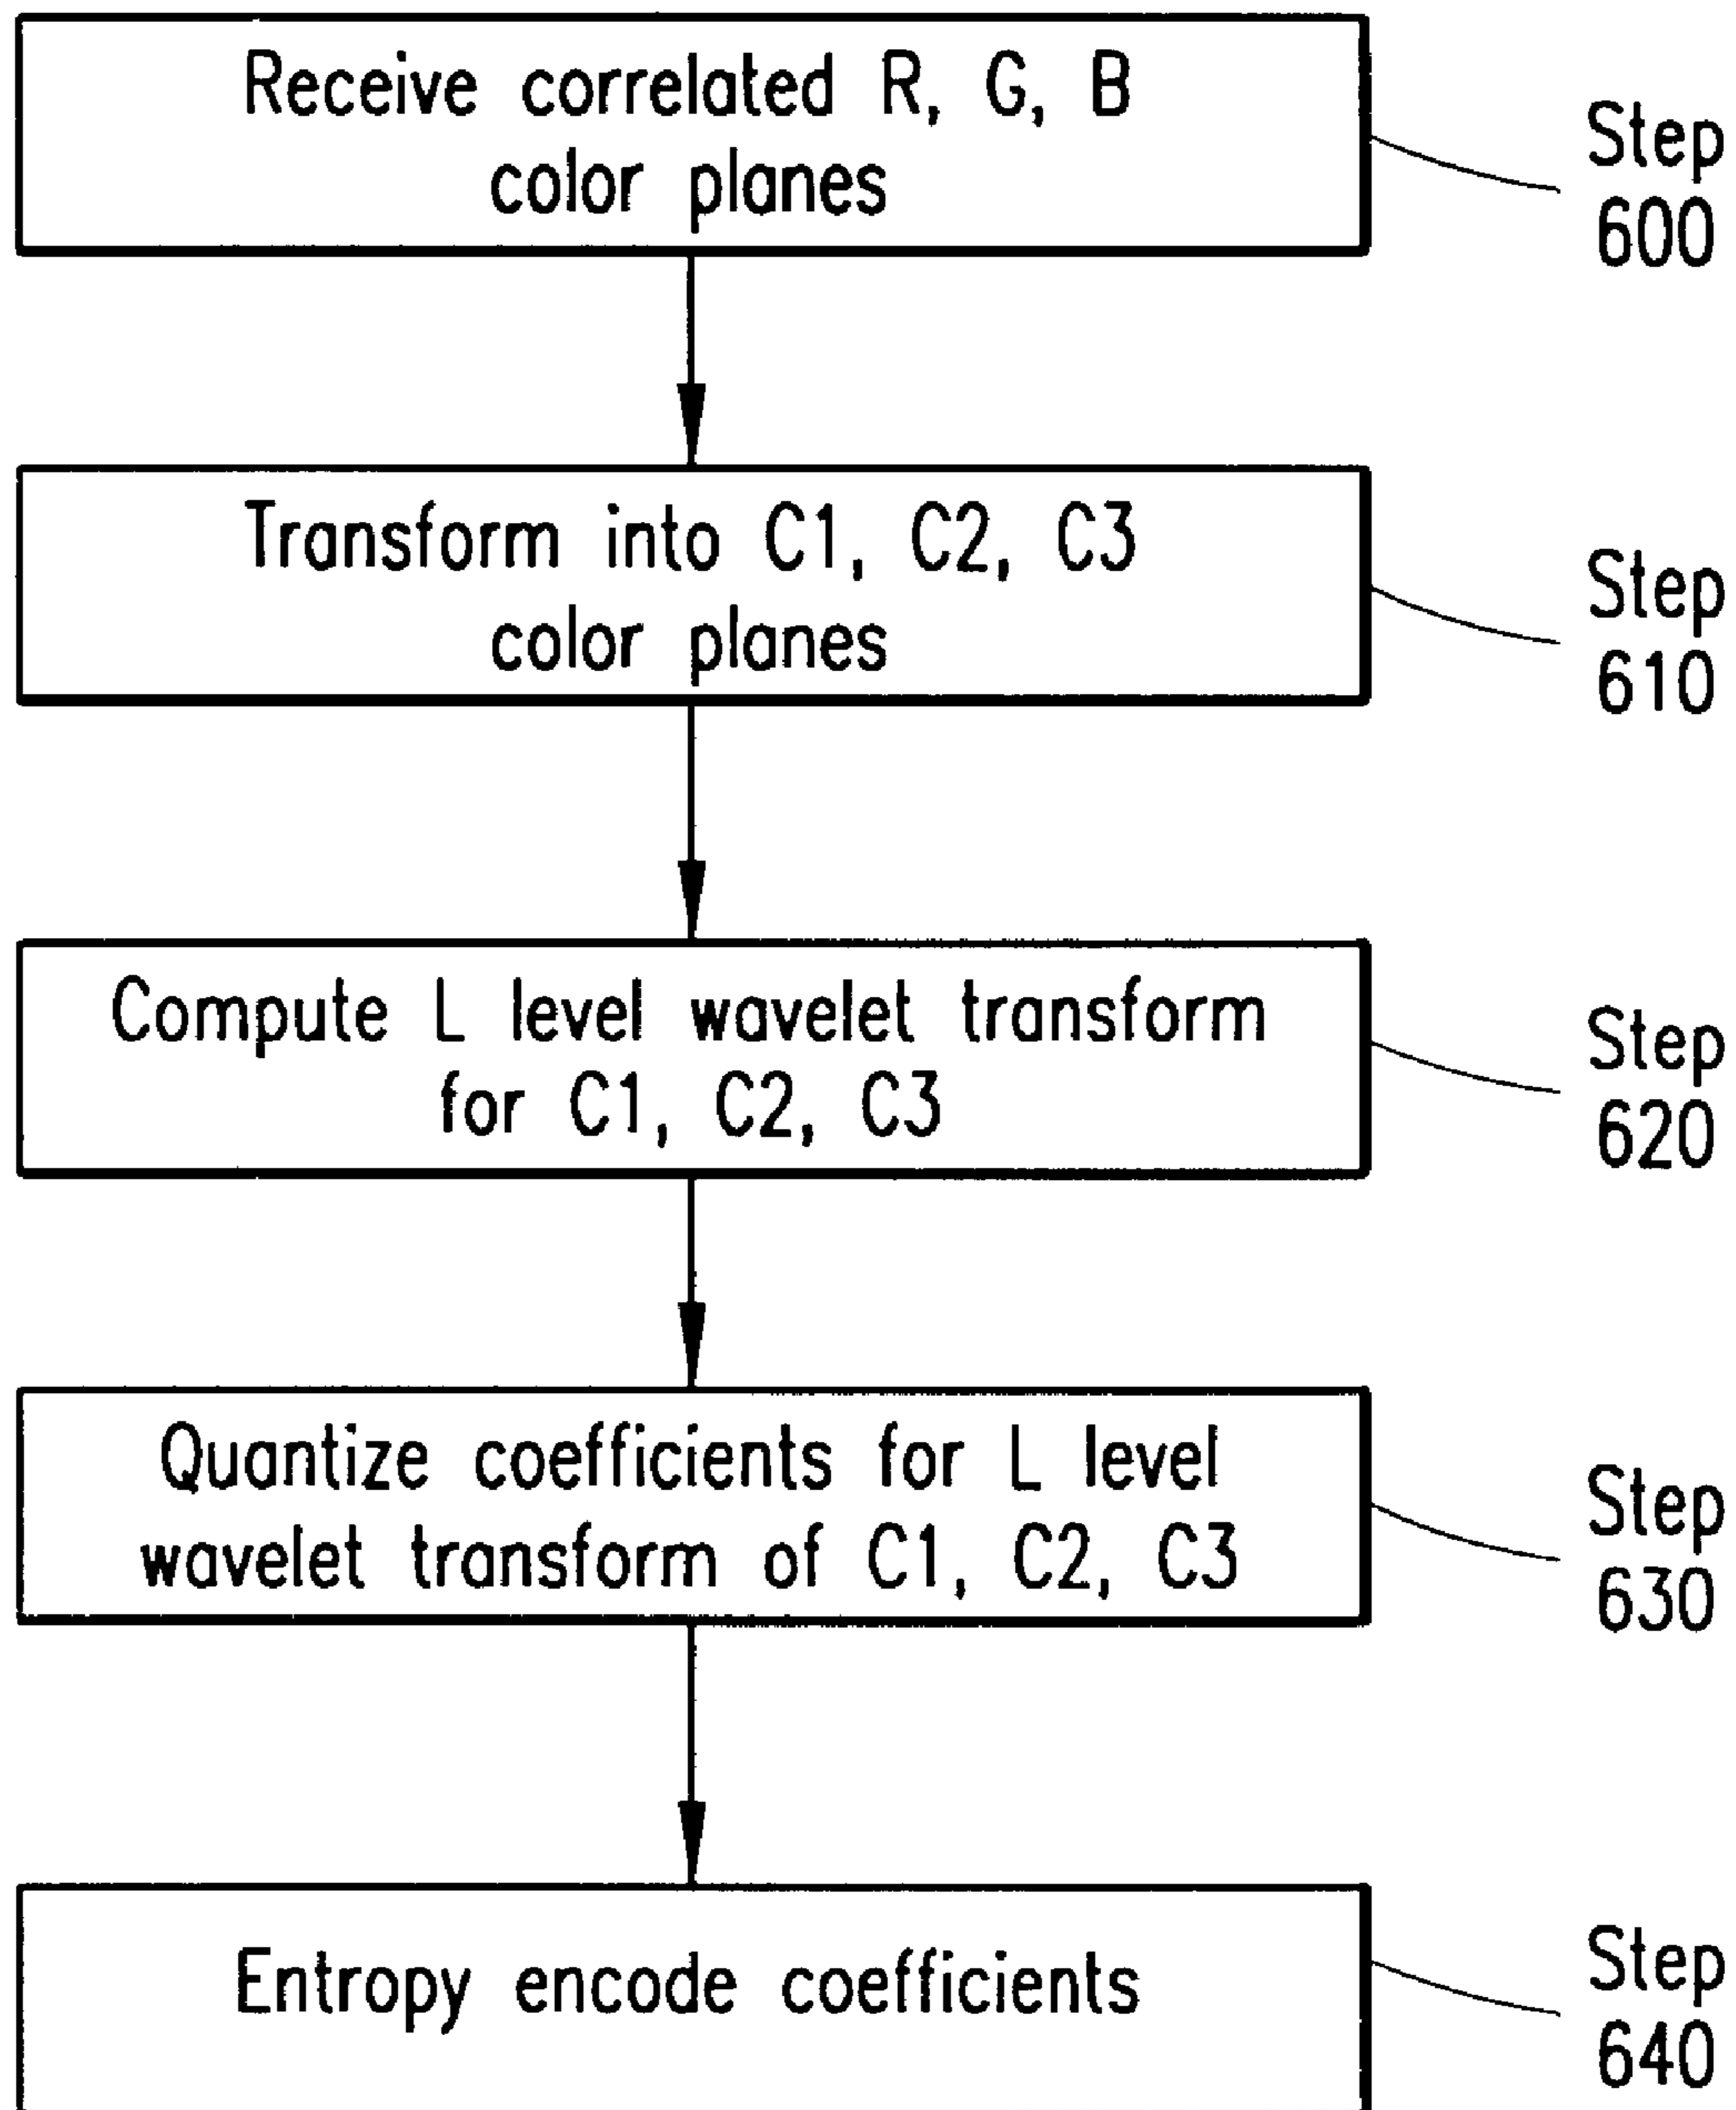 Receive correlated R, G, B
color planes
Step
600
Transform into C1, C2, C3
color planes
Step
610
Compute L level wavelet transform
for C1, C2, C3
Step
620
Quantize coefficients for L level
wavelet transform of C1, C2, C3
Step
630
Entropy encode coefficients
Step
640